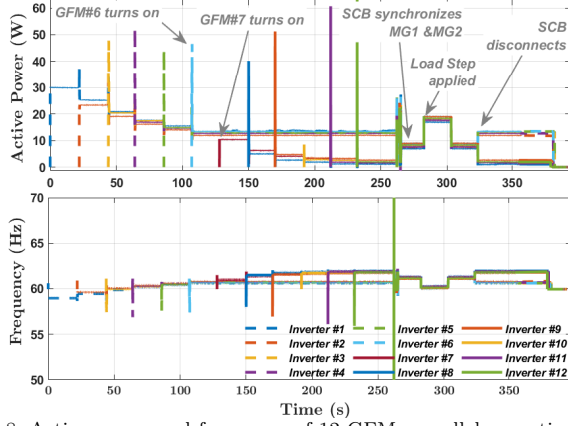 60
50
40
30
20
10
0
Active Power (W)
GFM#6 turns on
GFM#7 turns on
SCB synchronizes
MG1 &MG2
Load Step
applied
SCB
disconnects
0 50 100 150 200 250 300 350
70
65
60
55
50
Frequency (Hz)
Inverter #1 Inverter #5 Inverter #9
Inverter #2 Inverter #6 Inverter #10
Inverter #3 Inverter #7 Inverter #11
Inverter #4 Inverter #8 Inverter #12
0 50 100 150 200 250 300 350
Time (s)